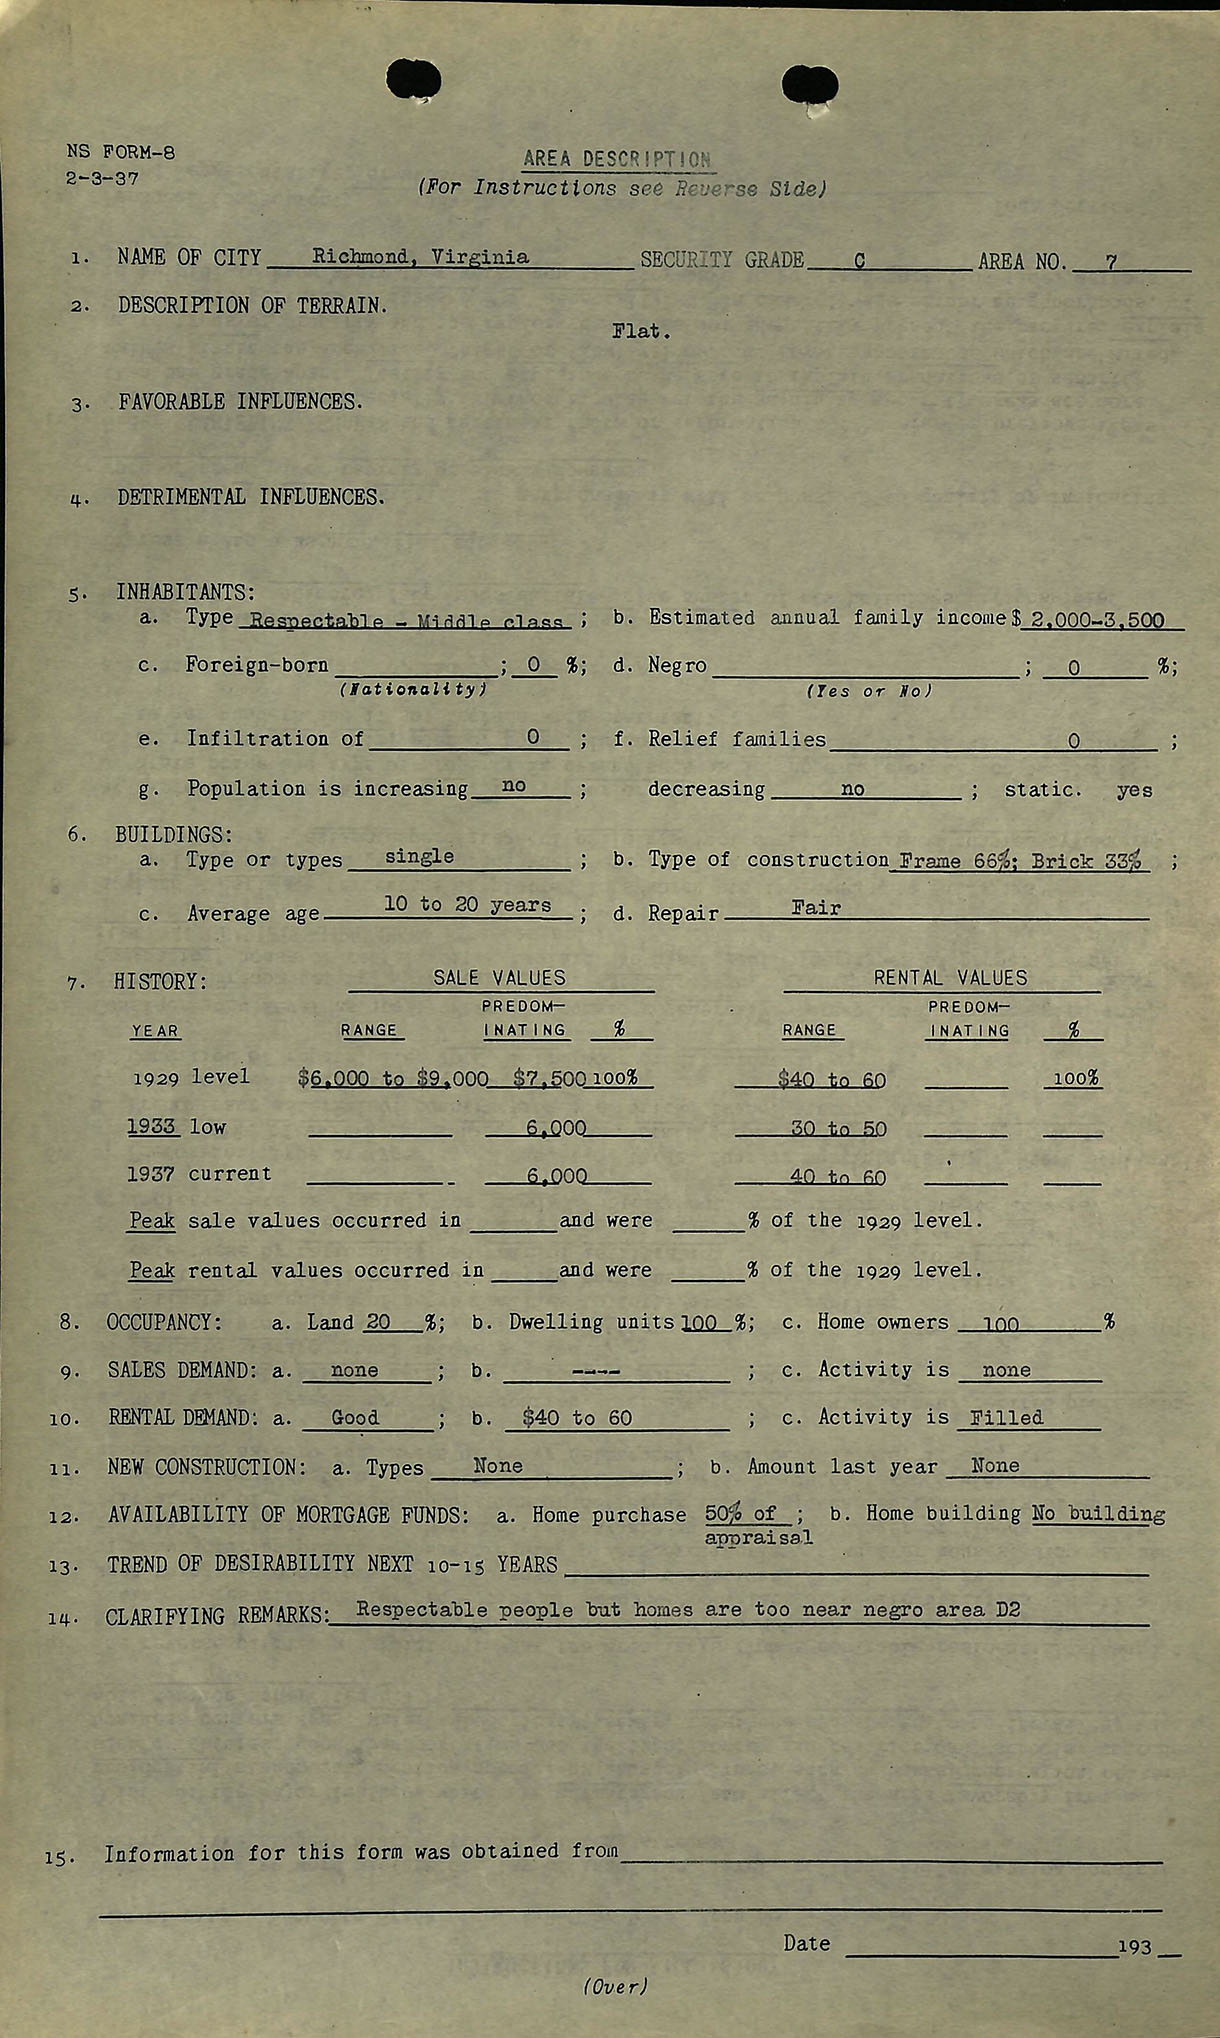 NS FORM-8
2-3-37
AREA DESCRIPTION
(For Instructions see Reverse Side)
1. NAME OF CITY Richmond, Virginia SECURITY GRADE C AREA NO. 7
2. DESCRIPTION OF TERRAIN.
Flat.
3. FAVORABLE INFLUENCES.
4. DETRIMENTAL INFLUENCES.
5. INHABITANTS:
a. Type Respectable - Middle class ; b. Estimated annual family income $ 2,000-3,500
c. Foreign-born ; 0 %; d. Negro ; 0 %;
(Nationality) (Yes or No)
e. Infiltration of 0 ; f. Relief families 0 ;
g. Population is increasing no ; decreasing no ; static. yes
6. BUILDINGS:
a. Type or types single ; b. Type of construction Frame 66%; Brick 33% ;
c. Average age 10 to 20 years ; d. Repair Fair
7. HISTORY: SALE VALUES RENTAL VALUES
PREDOM- PREDOM-
YEAR RANGE INATING % RANGE INATING %
1929 level $6,000 to $9,000 $7,500 100% $40 to 60 100%
1933 low 6,000 30 to 50
1937 current 6,000 40 to 60
Peak sale values occurred in and were % of the 1929 level.
Peak rental values occurred in and were % of the 1929 level.
8. OCCUPANCY: a. Land 20 %; b. Dwelling units 100 %; c. Home owners 100 %
9. SALES DEMAND: a. none ; b. ---- ; c. Activity is none
10. RENTAL DEMAND: a. Good ; b. $40 to 60 ; c. Activity is Filled
11. NEW CONSTRUCTION: a. Types None ; b. Amount last year None
12. AVAILABILITY OF MORTGAGE FUNDS: a. Home purchase 50% of ; b. Home building No building
appraisal
13. TREND OF DESIRABILITY NEXT 10-15 YEARS
14. CLARIFYING REMARKS: Respectable people but homes are too near negro area D2
15. Information for this form was obtained from
Date 193
(Over)